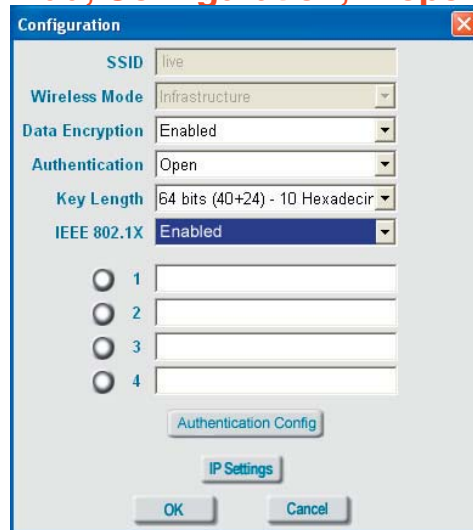 Configuration
SSID live
Wireless Mode Infrastructure
Data Encryption Enabled
Authentication Open
Key Length 64 bits (40+24) - 10 Hexadecir
IEEE 802.1X Enabled
1
2
3
4
Authentication Config
IP Settings
OK Cancel